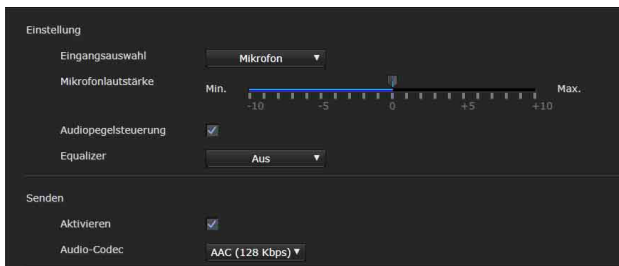 Einstellung
Eingangsauswahl Mikrofon
Mikrofonlautstärke Min. Max.
-10 -5 0 +5 +10
Audiopegelsteuerung
Equalizer Aus
Senden
Aktivieren
Audio-Codec AAC (128 Kbps)